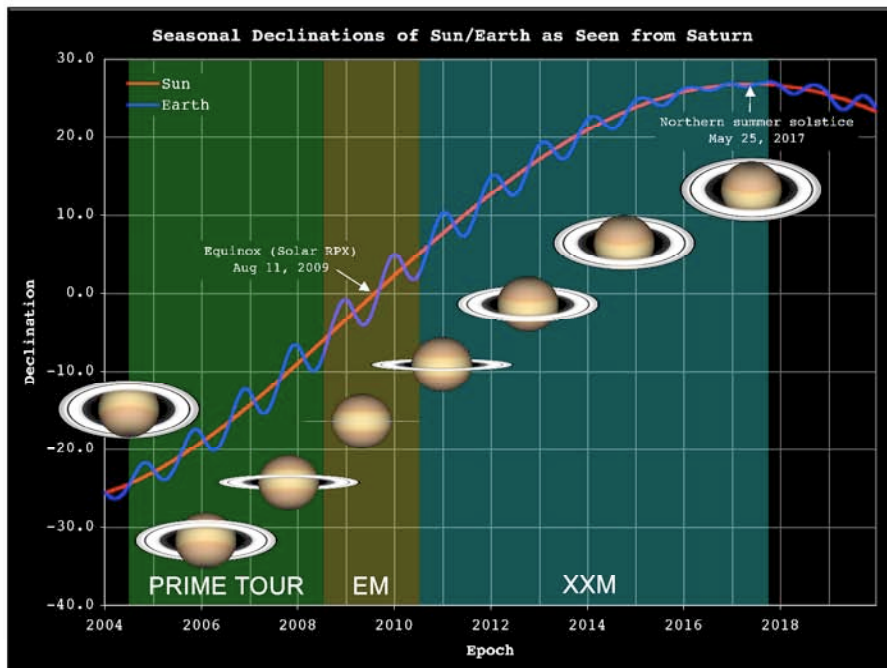 Seasonal Declinations of Sun/Earth as Seen from Saturn
30.0
Sun
Earth
20.0
Northern summer solstice
May 25, 2017
10.0
Equinox (Solar RPX)
Aug 11, 2009
0.0
Declination
-10.0
-20.0
-30.0
PRIME TOUR EM XXM
-40.0
2004 2006 2008 2010 2012 2014 2016 2018
Epoch